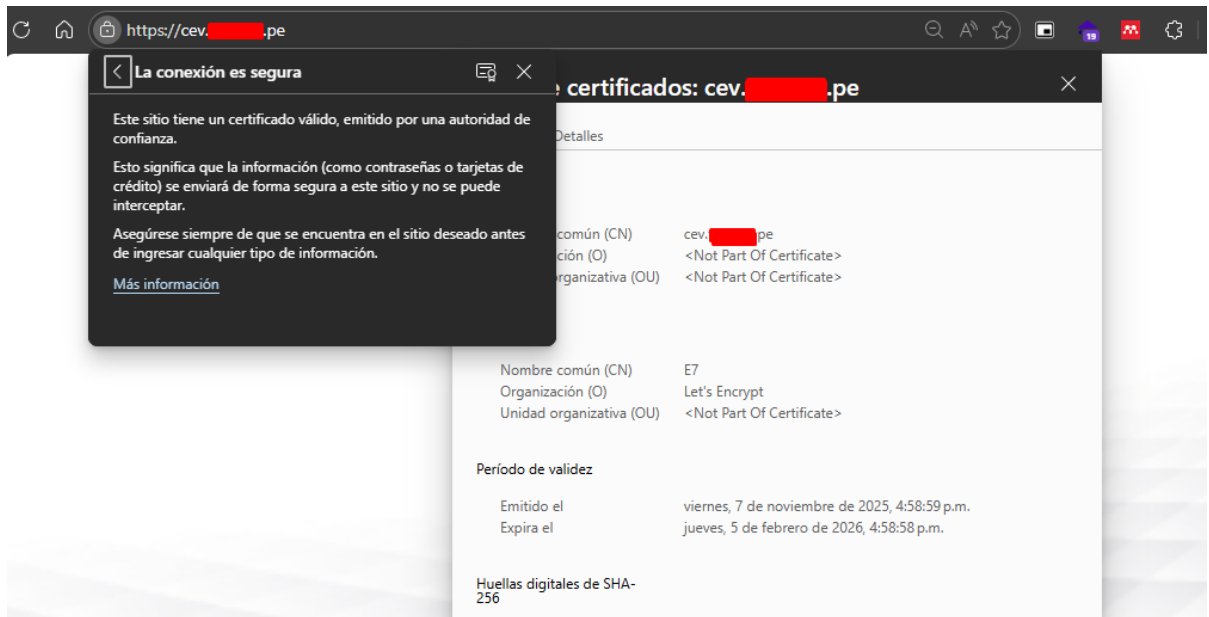 https://cev. .pe
19
La conexión es segura
Este sitio tiene un certificado válido, emitido por una autoridad de
confianza.
Esto significa que la información (como contraseñas o tarjetas de
crédito) se enviará de forma segura a este sitio y no se puede
interceptar.
Asegúrese siempre de que se encuentra en el sitio deseado antes
de ingresar cualquier tipo de información.
Más información
certificados: cev. .pe
Detalles
común (CN) cev. pe
ción (O) <Not Part Of Certificate>
rganizativa (OU) <Not Part Of Certificate>
Nombre común (CN) E7
Organización (O) Let's Encrypt
Unidad organizativa (OU) <Not Part Of Certificate>
Período de validez
Emitido el viernes, 7 de noviembre de 2025, 4:58:59 p.m.
Expira el jueves, 5 de febrero de 2026, 4:58:58 p.m.
Huellas digitales de SHA-
256